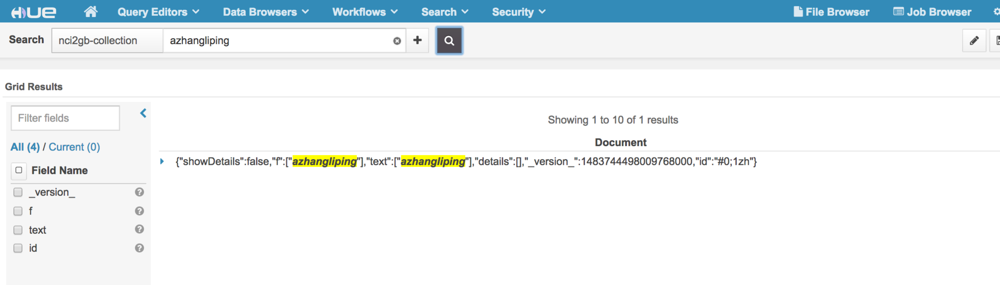 HUE Query Editors Data Browsers Workflows Search Security File Browser Job Browser
Search nci2gb-collection azhangliping
Grid Results
Filter fields
Showing 1 to 10 of 1 results
All (4) / Current (0)
Document
{"showDetails":false,"f":["azhangliping"],"text":["azhangliping"],"details":[],"_version_":1483744498009768000,"id":"#0;1zh"}
Field Name
_version_
f
text
id